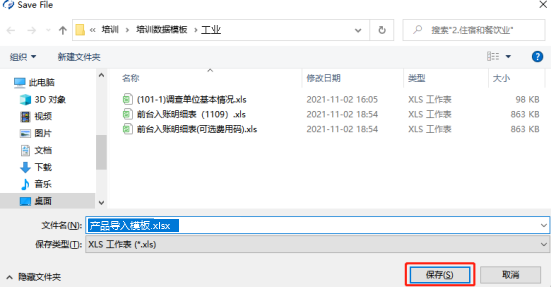 Save File
« 培训 › 培训数据模板 › 工业
搜索"2.住宿和餐饮业"
组织 新建文件夹
此电脑
3D 对象
视频
图片
文档
下载
音乐
桌面
名称 修改日期 类型 大小
(101-1)调查单位基本情况.xls 2021-11-02 16:05 XLS 工作表 98 KB
前台入账明细表（1109）.xls 2021-11-02 18:54 XLS 工作表 863 KB
前台入账明细表(可选费用码).xls 2021-11-02 18:54 XLS 工作表 863 KB
文件名(N): 产品导入模板.xlsx
保存类型(T): XLS 工作表 (*.xls)
隐藏文件夹 保存(S) 取消